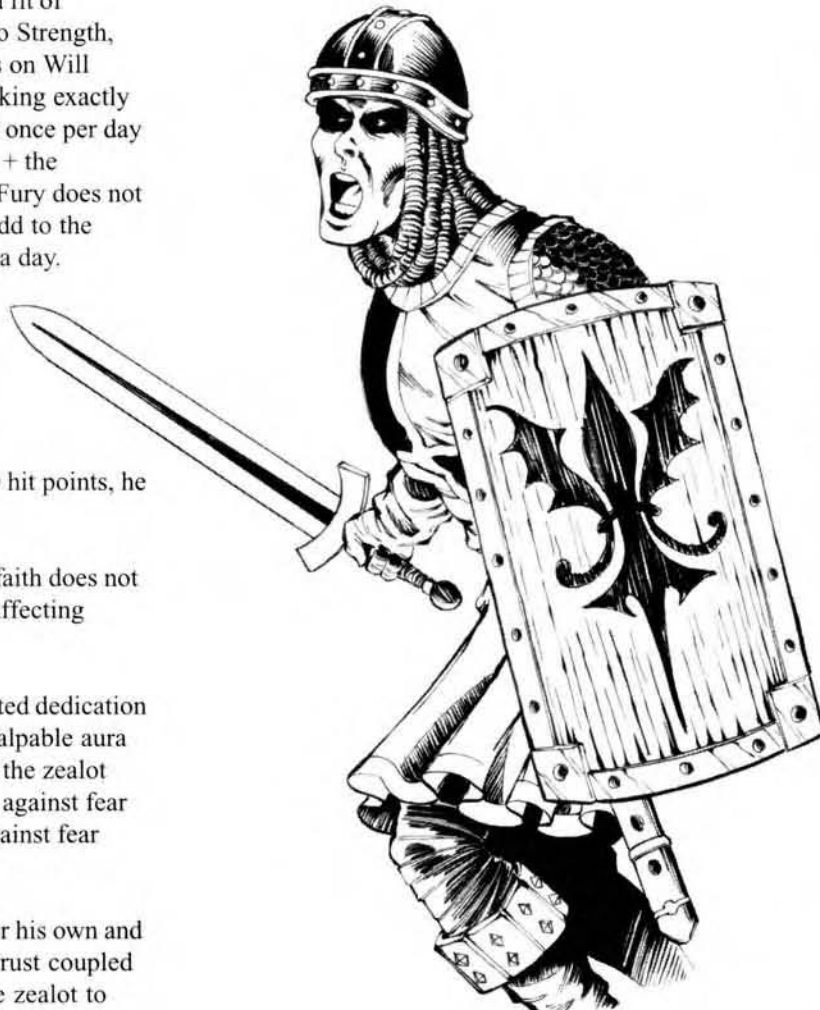 fit of
o Strength,
s on Will
king exactly
once per day
+ the
Fury does not
dd to the
a day.
hit points, he
faith does not
ffecting
ted dedication
alpable aura
the zealot
against fear
ainst fear
r his own and
rust coupled
e zealot to